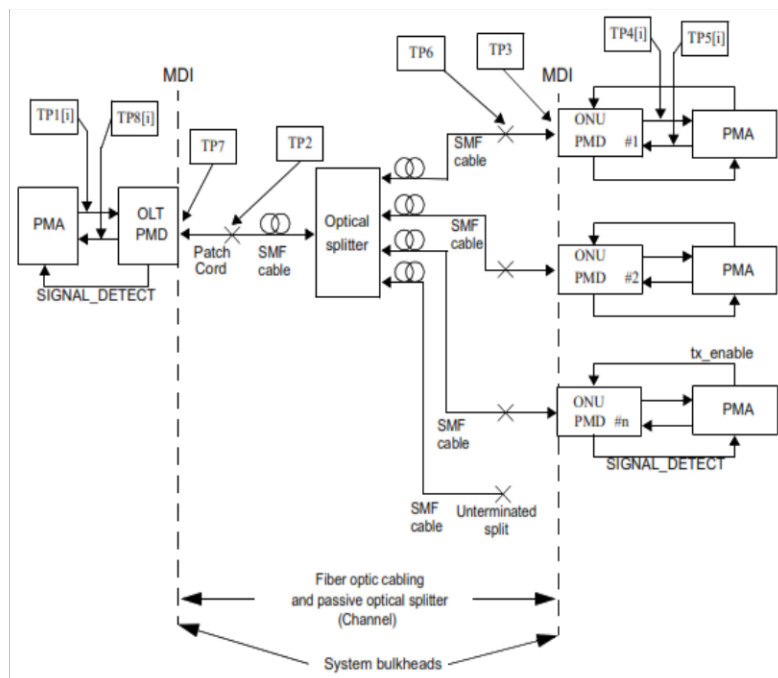 TP6
TP3
TP4[i]
TP5[i]
MDI
MDI
TP1[i]
TP8[i]
TP7
TP2
ONU
PMD #1
PMA
SMF
cable
PMA
OLT
PMD
Optical
splitter
SMF
cable
Patch
Cord
SMF
cable
ONU
PMD #2
PMA
SIGNAL_DETECT
tx_enable
ONU
PMD #n
PMA
SMF
cable
SIGNAL_DETECT
SMF
cable
Unterminated
split
Fiber optic cabling
and passive optical splitter
(Channel)
System bulkheads